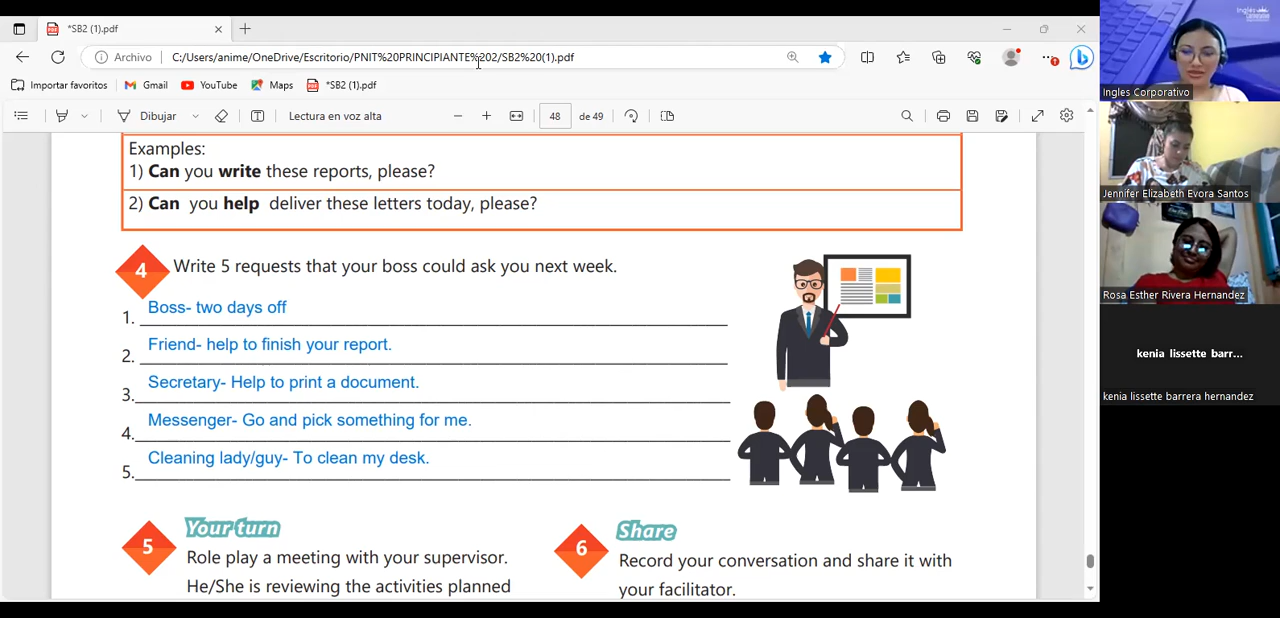 *SB2 (1).pdf
Archivo
C:/Users/anime/OneDrive/Escritorio/PNIT%20PRINCIPIANTE%202/SB2%20(1).pdf
Importar favoritos
Gmail
YouTube
Maps
*SB2 (1).pdf
Dibujar
Lectura en voz alta
48
de 49
Examples:
1) Can you write these reports, please?
2) Can you help deliver these letters today, please?
4
Write 5 requests that your boss could ask you next week.
1. Boss- two days off
2. Friend- help to finish your report.
3. Secretary- Help to print a document.
4. Messenger- Go and pick something for me.
5. Cleaning lady/guy- To clean my desk.
5
Your turn
Role play a meeting with your supervisor.
He/She is reviewing the activities planned
6
Share
Record your conversation and share it with
your facilitator.
Ingles Corporativo
Ingles Corporativo
Jennifer Elizabeth Evora Santos
Rosa Esther Rivera Hernandez
kenia lissette barr...
kenia lissette barrera hernandez